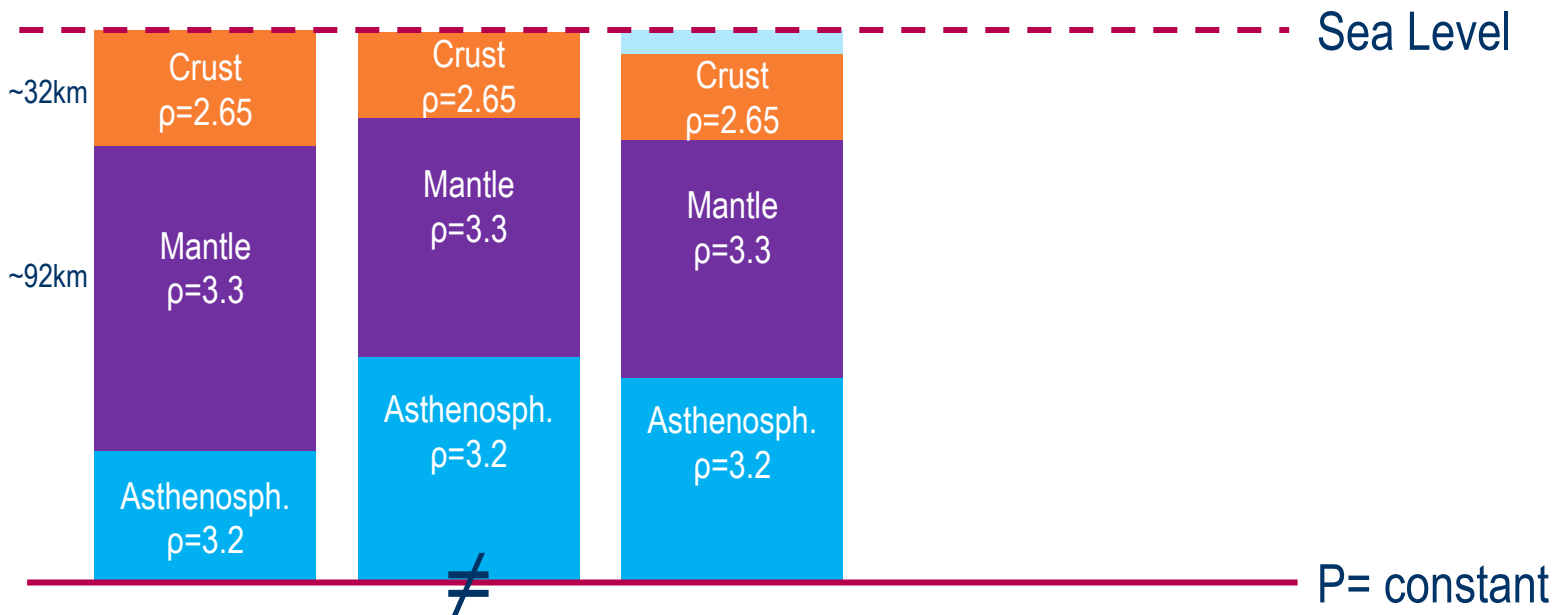 Sea Level
~32km
~92km
Crust
ρ=2.65
Mantle
ρ=3.3
Asthenosph.
ρ=3.2
Crust
ρ=2.65
Mantle
ρ=3.3
Asthenosph.
ρ=3.2
≠
Crust
ρ=2.65
Mantle
ρ=3.3
Asthenosph.
ρ=3.2
P= constant